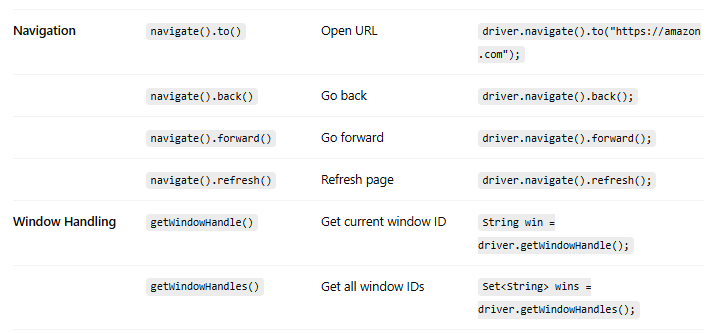 Navigation navigate().to() Open URL driver.navigate().to("https://amazon
.com");
navigate().back() Go back driver.navigate().back();
navigate().forward() Go forward driver.navigate().forward();
navigate().refresh() Refresh page driver.navigate().refresh();
Window Handling getWindowHandle() Get current window ID String win =
driver.getWindowHandle();
getWindowHandles() Get all window IDs Set<String> wins =
driver.getWindowHandles();